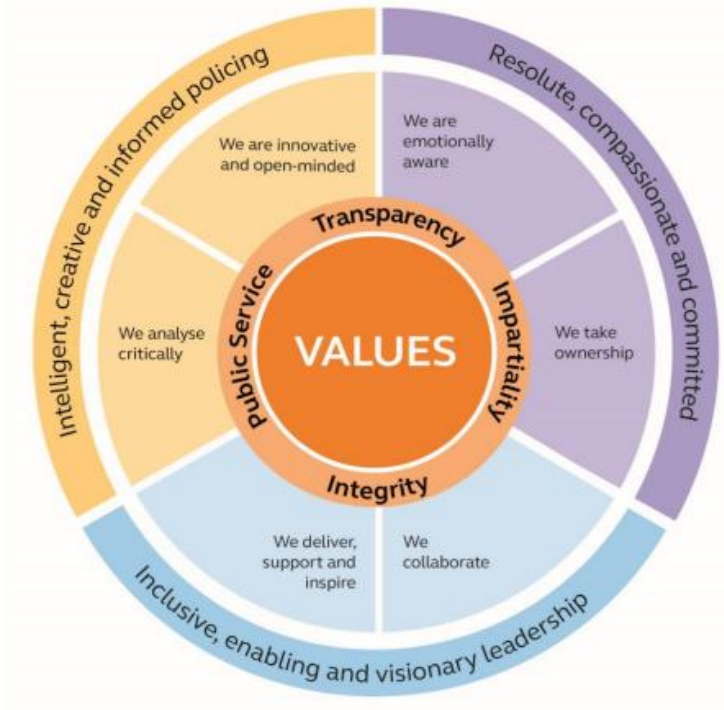 Intelligent, creative and informed policing
Resolute, compassionate and committed
We are innovative
and open-minded
We are
emotionally
aware
We analyse
critically
We take
ownership
We deliver,
support and
inspire
We
collaborate
Inclusive, enabling and visionary leadership
Transparency
Impartiality
Integrity
Public Service
VALUES